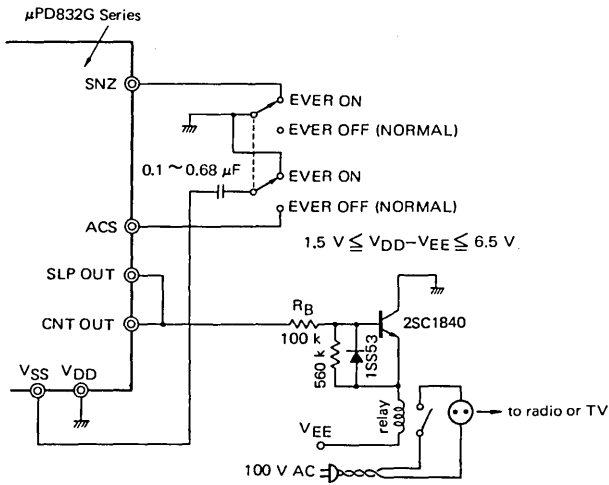 μPD832G Series
SNZ
EVER ON
EVER OFF (NORMAL)
0.1 ~ 0.68 μF
EVER ON
EVER OFF (NORMAL)
ACS
1.5 V ≦ VDD–VEE ≦ 6.5 V
SLP OUT
RB
2SC1840
CNT OUT
100 k
560 k
1SS53
VSS
VDD
relay
to radio or TV
VEE
100 V AC